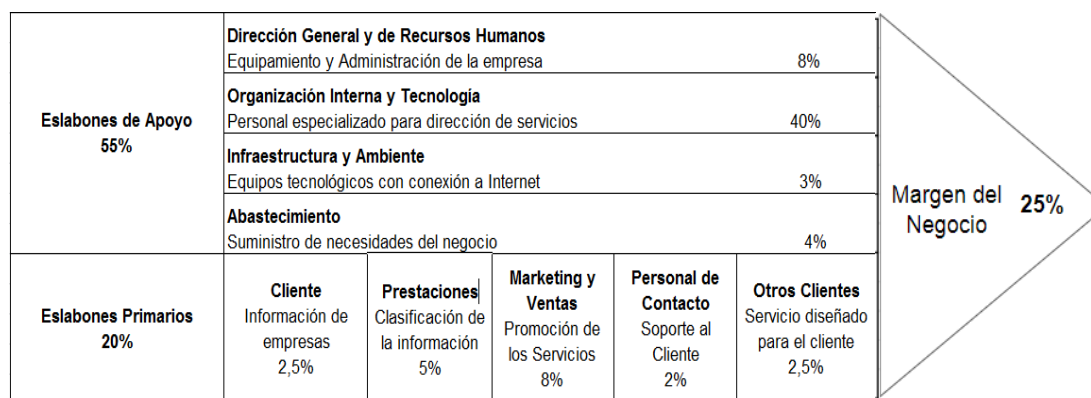 Dirección General y de Recursos Humanos
Equipamiento y Administración de la empresa 8%
Organización Interna y Tecnología
Personal especializado para dirección de servicios 40%
Eslabones de Apoyo
55%
Infraestructura y Ambiente
Equipos tecnológicos con conexión a Internet 3%
Abastecimiento
Suministro de necesidades del negocio 4%
Margen del
Negocio
25%
Eslabones Primarios
20%
Cliente
Información de
empresas
2,5%
Prestaciones
Clasificación de
la información
5%
Marketing y
Ventas
Promoción de
los Servicios
8%
Personal de
Contacto
Soporte al
Cliente
2%
Otros Clientes
Servicio diseñado
para el cliente
2,5%